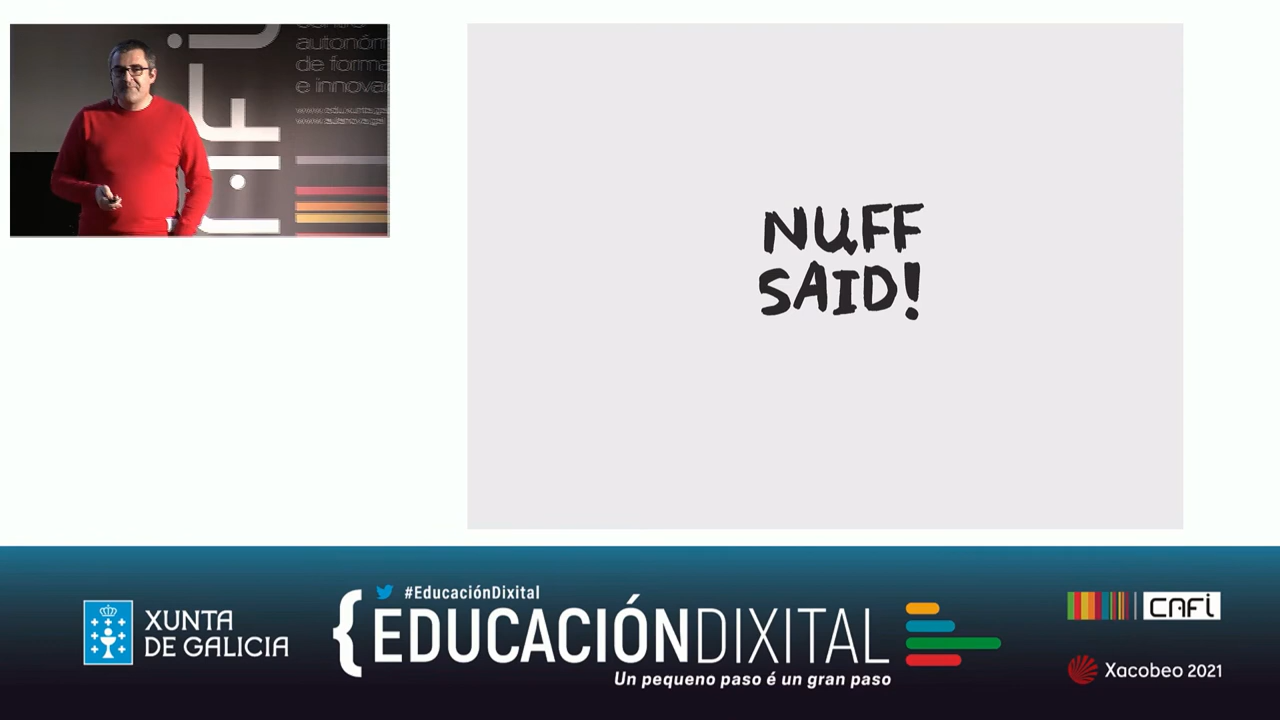 autonóm
de forma
e innova
NUFF
SAID!
#EducaciónDixital
{EDUCACIÓNDIXITAL
Un pequeno paso é un gran paso
XUNTA
DE GALICIA
CAFi
Xacobeo 2021